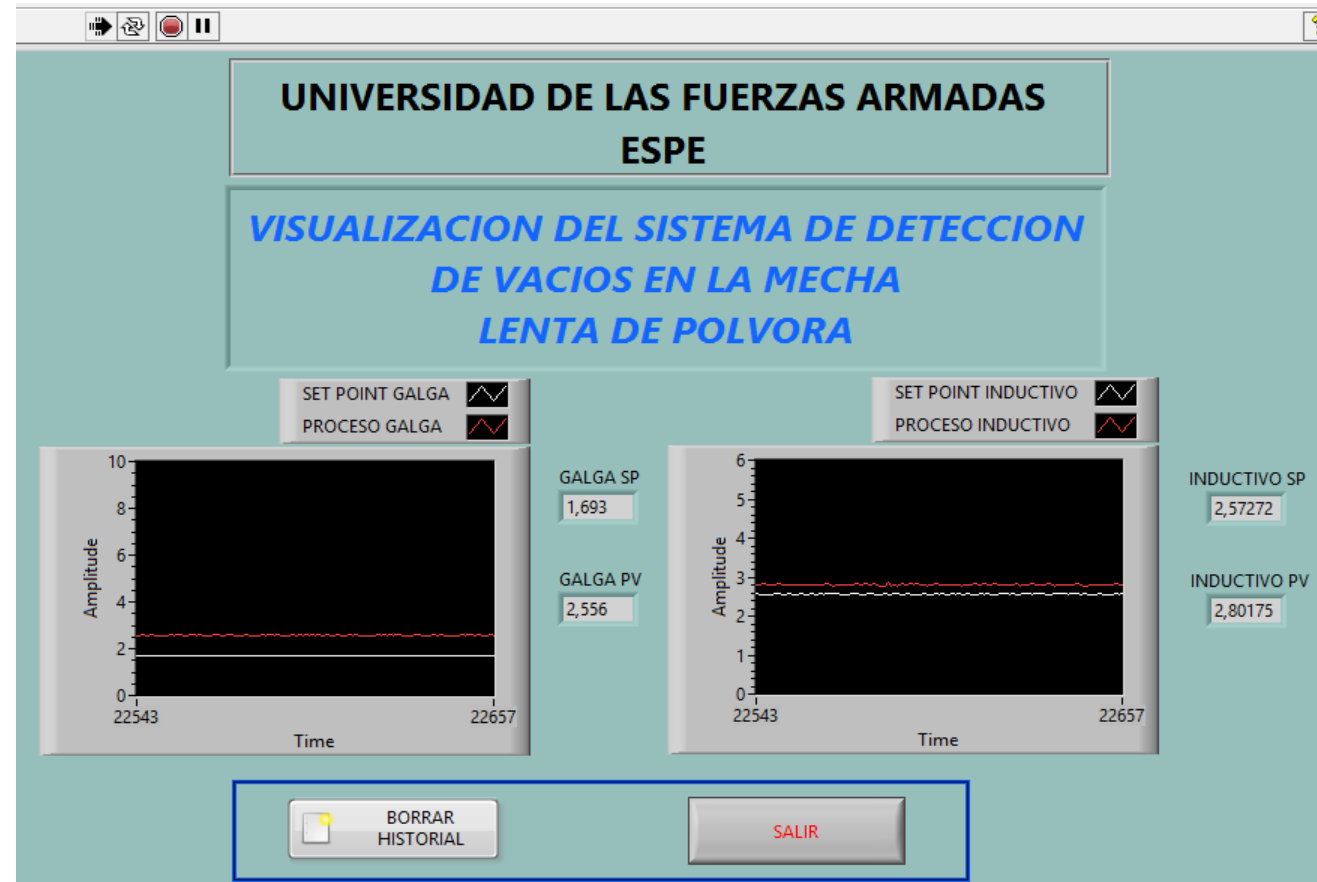 UNIVERSIDAD DE LAS FUERZAS ARMADAS
ESPE
VISUALIZACION DEL SISTEMA DE DETECCION
DE VACIOS EN LA MECHA
LENTA DE POLVORA
SET POINT GALGA
PROCESO GALGA
10
8
6
4
2
0
Amplitude
22543
22657
Time
GALGA SP
1,693
GALGA PV
2,556
SET POINT INDUCTIVO
PROCESO INDUCTIVO
6
5
4
3
2
1
0
Amplitude
22543
22657
Time
INDUCTIVO SP
2,57272
INDUCTIVO PV
2,80175
BORRAR
HISTORIAL
SALIR